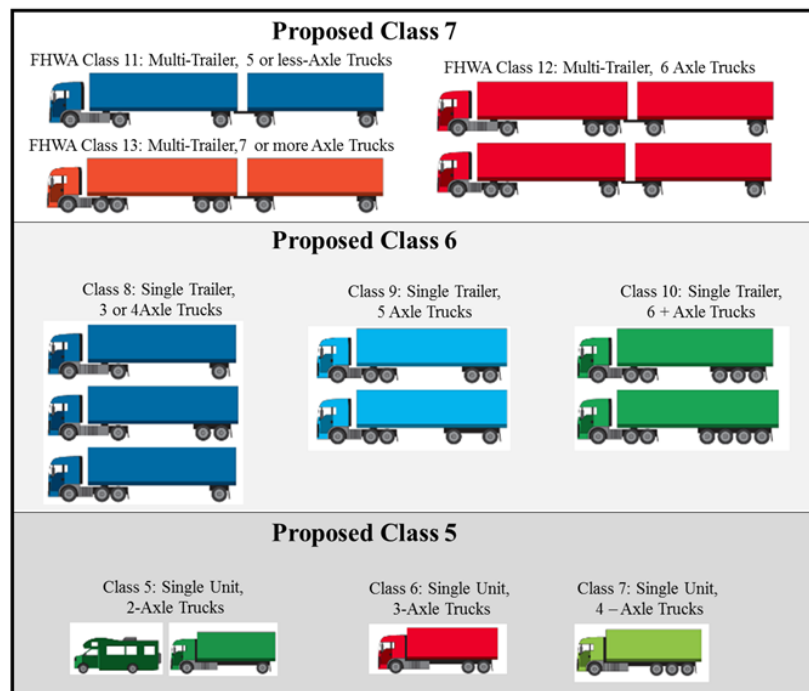 Proposed Class 7
FHWA Class 11: Multi-Trailer, 5 or less-Axle Trucks
FHWA Class 12: Multi-Trailer, 6 Axle Trucks
FHWA Class 13: Multi-Trailer,7 or more Axle Trucks
Proposed Class 6
Class 8: Single Trailer,
3 or 4Axle Trucks
Class 9: Single Trailer,
5 Axle Trucks
Class 10: Single Trailer,
6 + Axle Trucks
Proposed Class 5
Class 5: Single Unit,
2-Axle Trucks
Class 6: Single Unit,
3-Axle Trucks
Class 7: Single Unit,
4 – Axle Trucks